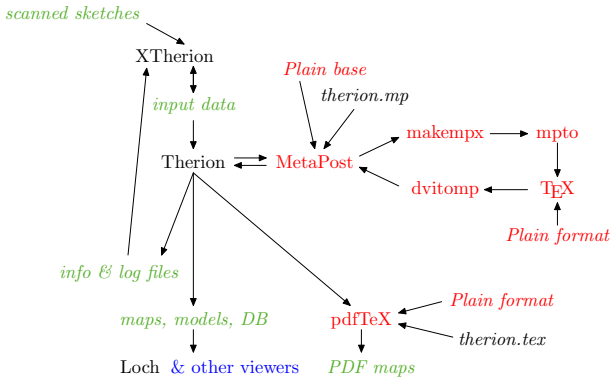 scanned sketches
XTherion
Plain base
therion.mp
input data
makempx
mpto
Therion
MetaPost
dvitomp
TEX
Plain format
info & log files
Plain format
maps, models, DB
pdfTeX
therion.tex
Loch & other viewers
PDF maps